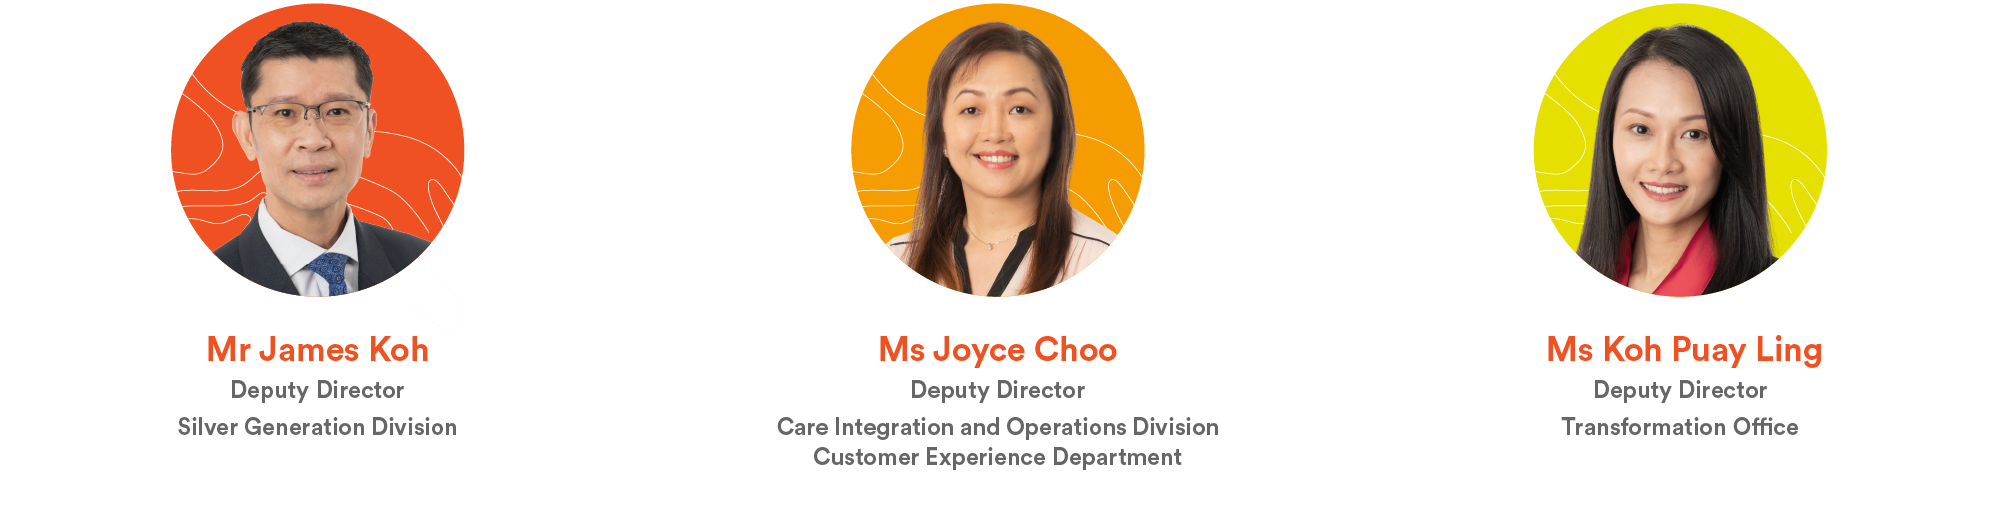 Mr James Koh
Deputy Director
Silver Generation Division
Ms Joyce Choo
Deputy Director
Care Integration and Operations Division
Customer Experience Department
Ms Koh Puay Ling
Deputy Director
Transformation Office